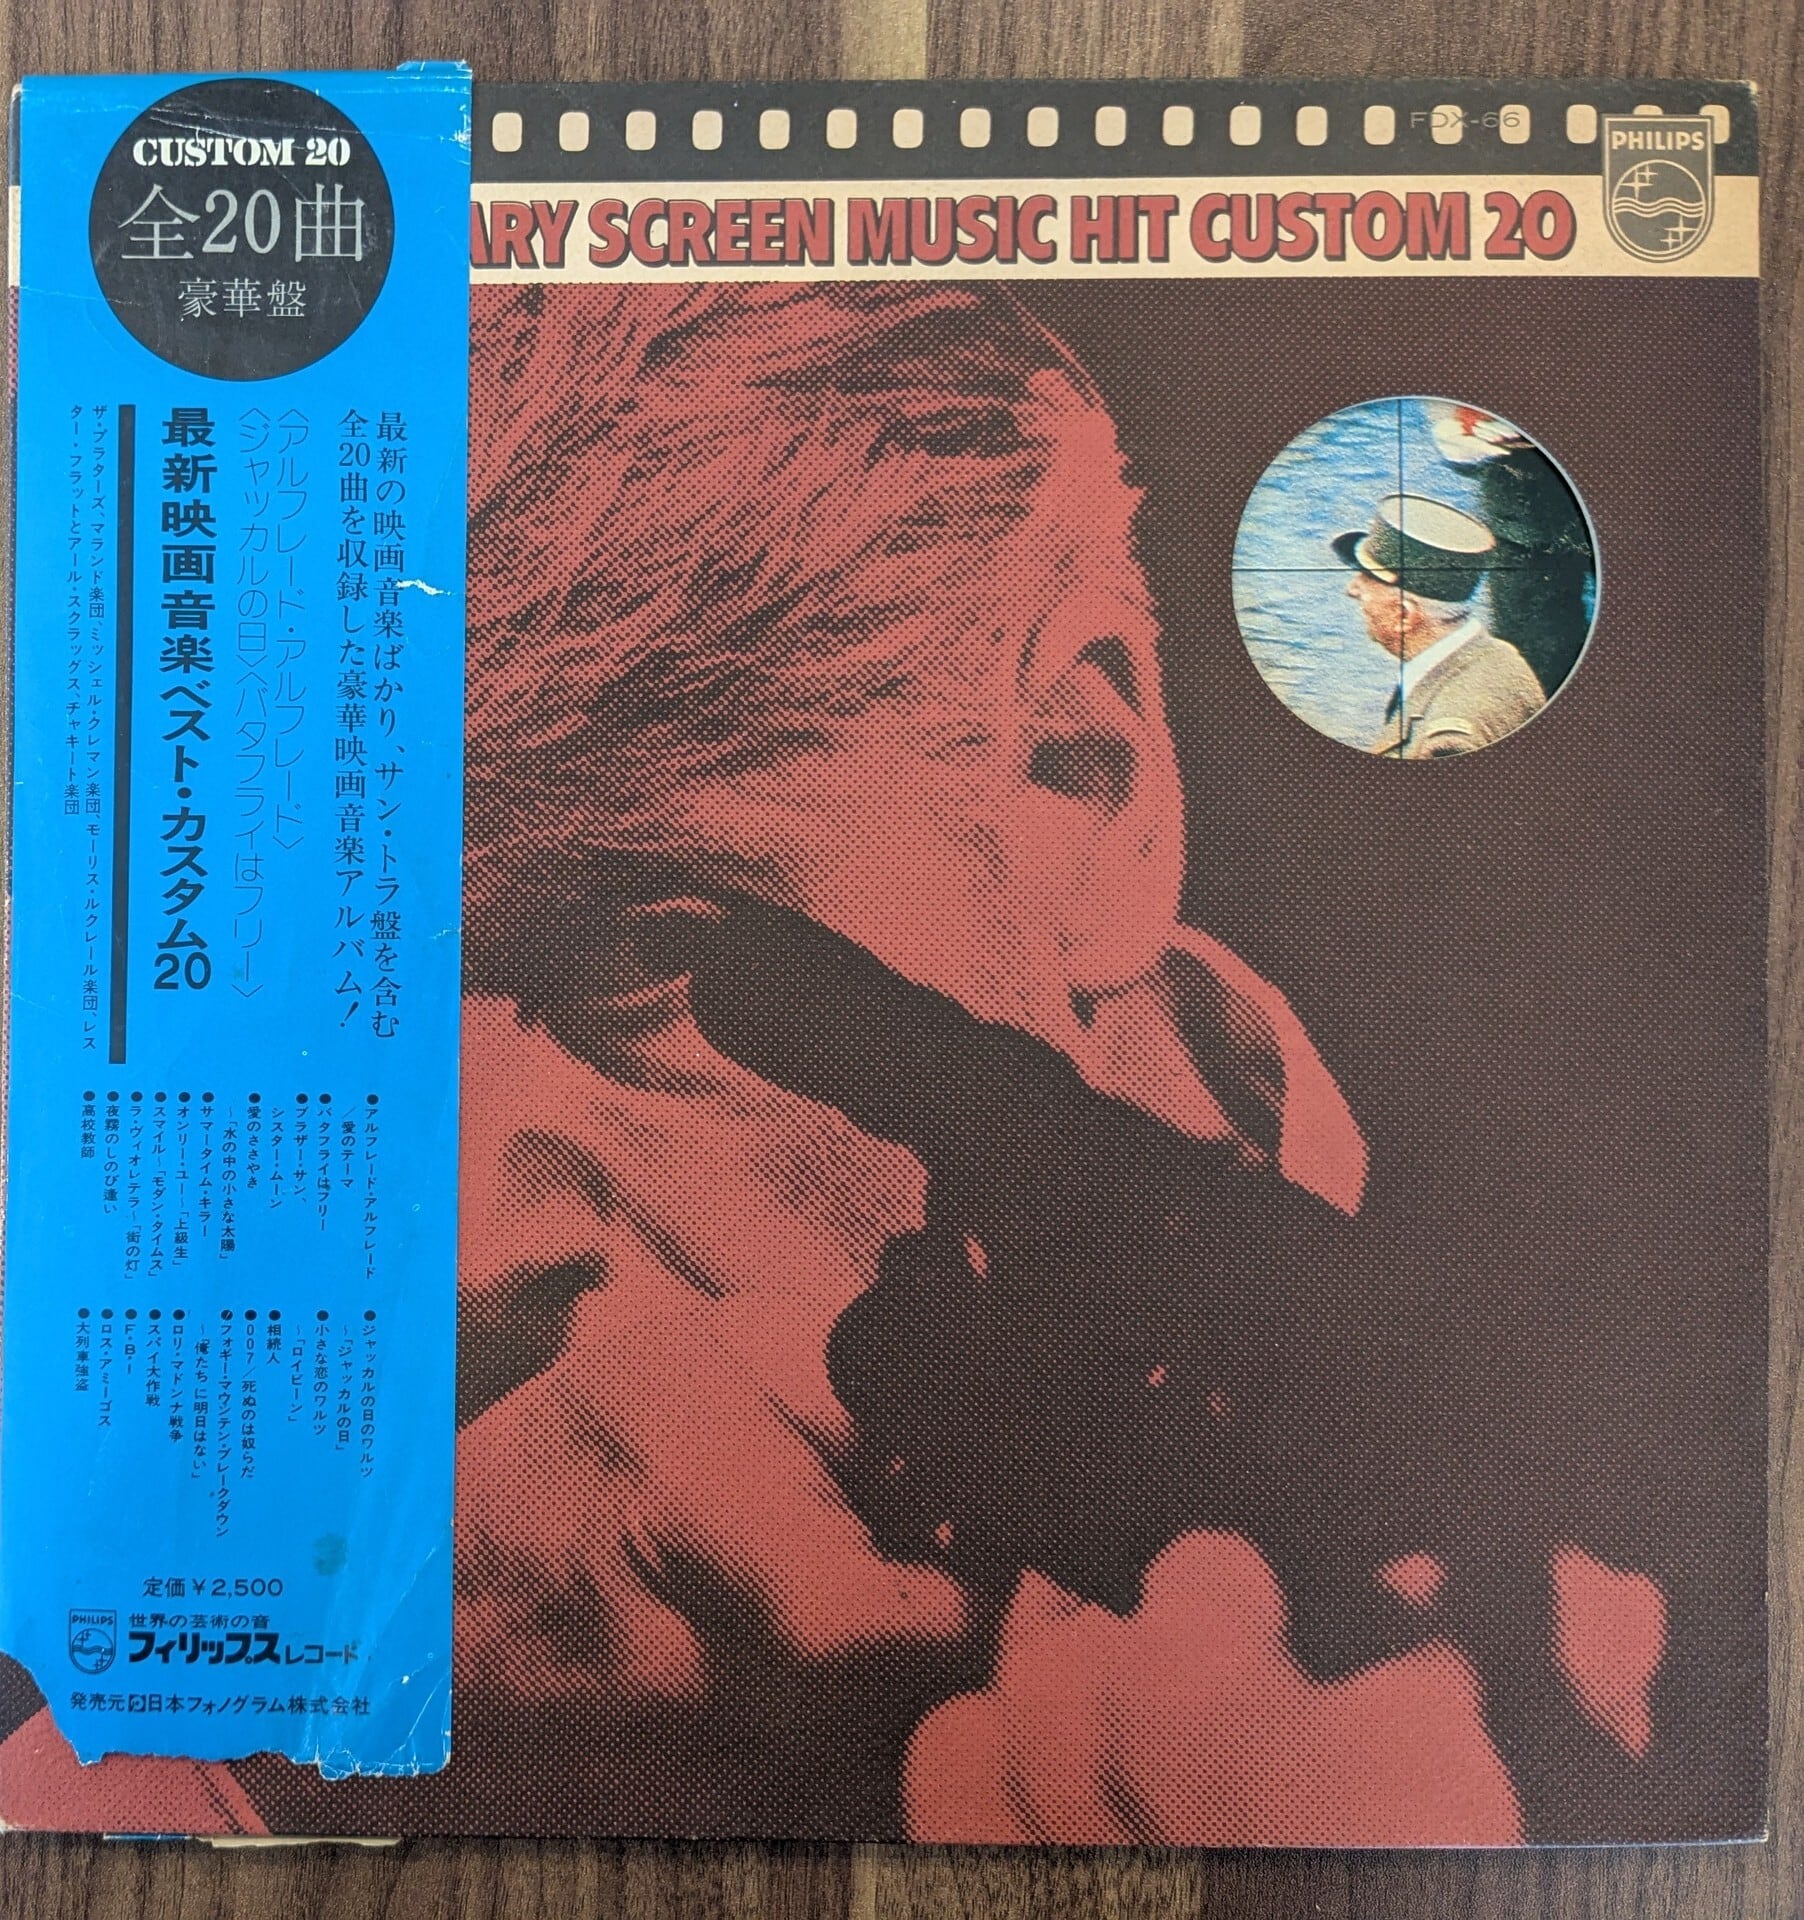 CUSTOM 20
全20曲
豪華盤
最新の映画音楽ばかり、サン・トラ盤を含む
全20曲を収録した豪華映画音楽アルバム!
〈アルフレード・アルフレード〉
〈ジャッカルの日〉〈バタフライはフリー〉
最新映画音楽ベスト・カスタム20
ザ・プラターズ、マランド楽団、ミッシェル・クレマン楽団、モーリス・ルクレール楽団、レス
ター・フラットとアール・スクラッグス、チャキート楽団
●アルフレード・アルフレード
／愛のテーマ
●バタフライはフリー
●ブラザー・サン、
シスター・ムーン
●愛のささやき
〜「水の中の小さな太陽」
●サマータイム・キラー
●オンリー・ユー〜「上級生」
●スマイル〜「モダン・タイムス」
●ラ・ヴィオレテラ〜「街の灯」
●夜霧のしのび逢い
●高校教師
●ジャッカルの日のワルツ
〜「ジャッカルの日」
●小さな恋のワルツ
〜「ロイビーン」
●相続人
●007／死ぬのは奴らだ
●フォギー・マウンテン・ブレークダウン
〜「俺たちに明日はない」
●ロリ・マドンナ戦争
●スパイ大作戦
●F・B・I
●ロス・アミーゴス
●大列車強盗
定価￥2,500
PHILIPS
世界の芸術の音
フィリップスレコード
発売元 日本フォノグラム株式会社
FDX-66
PHILIPS
ARY SCREEN MUSIC HIT CUSTOM 20